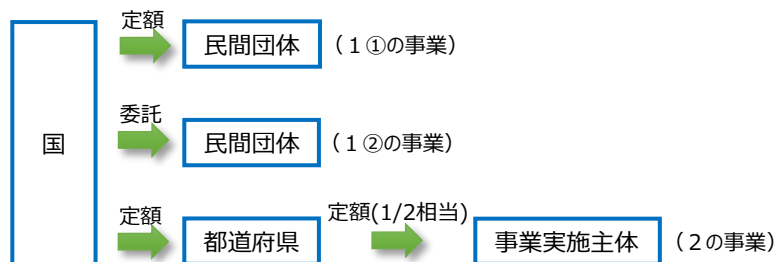 定額
民間団体 （１①の事業）
委託
国 民間団体 （１②の事業）
定額 定額(1/2相当)
都道府県 事業実施主体 （２の事業）